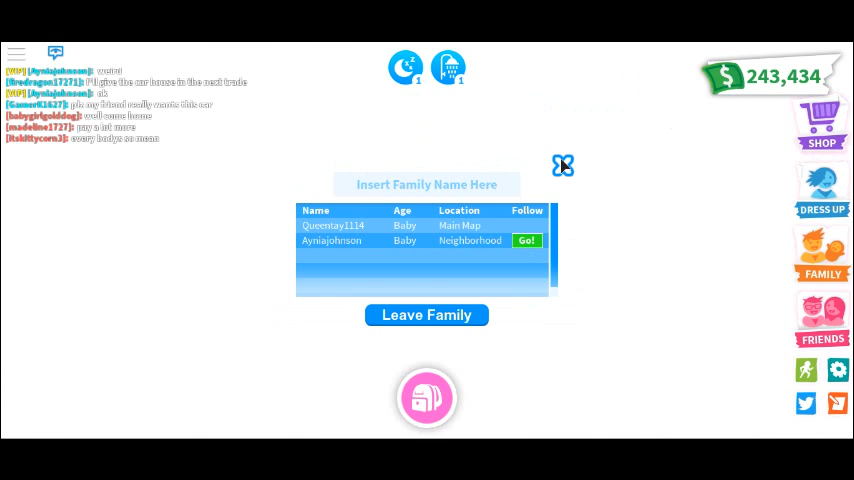 [VIP] [Ayniajohnson]: weird
[firedragon17271]: I'll give the car house in the next trade
[VIP] [Ayniajohnson]: ok
[GamerK1627]: pls my friend really wants this car
[babygirlgolddog]: well come home
[madeline1727]: pay a lot more
[itskittycorn3]: every bodys so mean
1
1
$ 243,434
SHOP
DRESS UP
FAMILY
FRIENDS
Insert Family Name Here
Name Age Location Follow
Queentay1114 Baby Main Map
Ayniajohnson Baby Neighborhood Go!
Leave Family